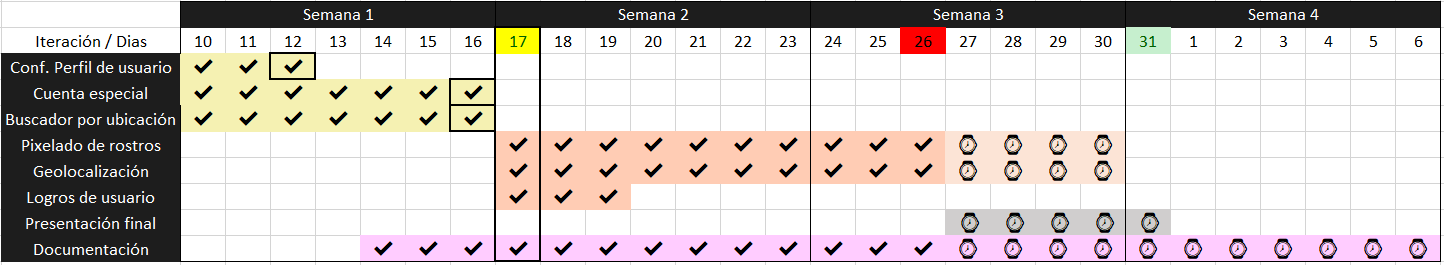 Semana 1 Semana 2 Semana 3 Semana 4
Iteración / Dias 10 11 12 13 14 15 16 17 18 19 20 21 22 23 24 25 26 27 28 29 30 31 1 2 3 4 5 6
Conf. Perfil de usuario
Cuenta especial
Buscador por ubicación
Pixelado de rostros
Geolocalización
Logros de usuario
Presentación final
Documentación